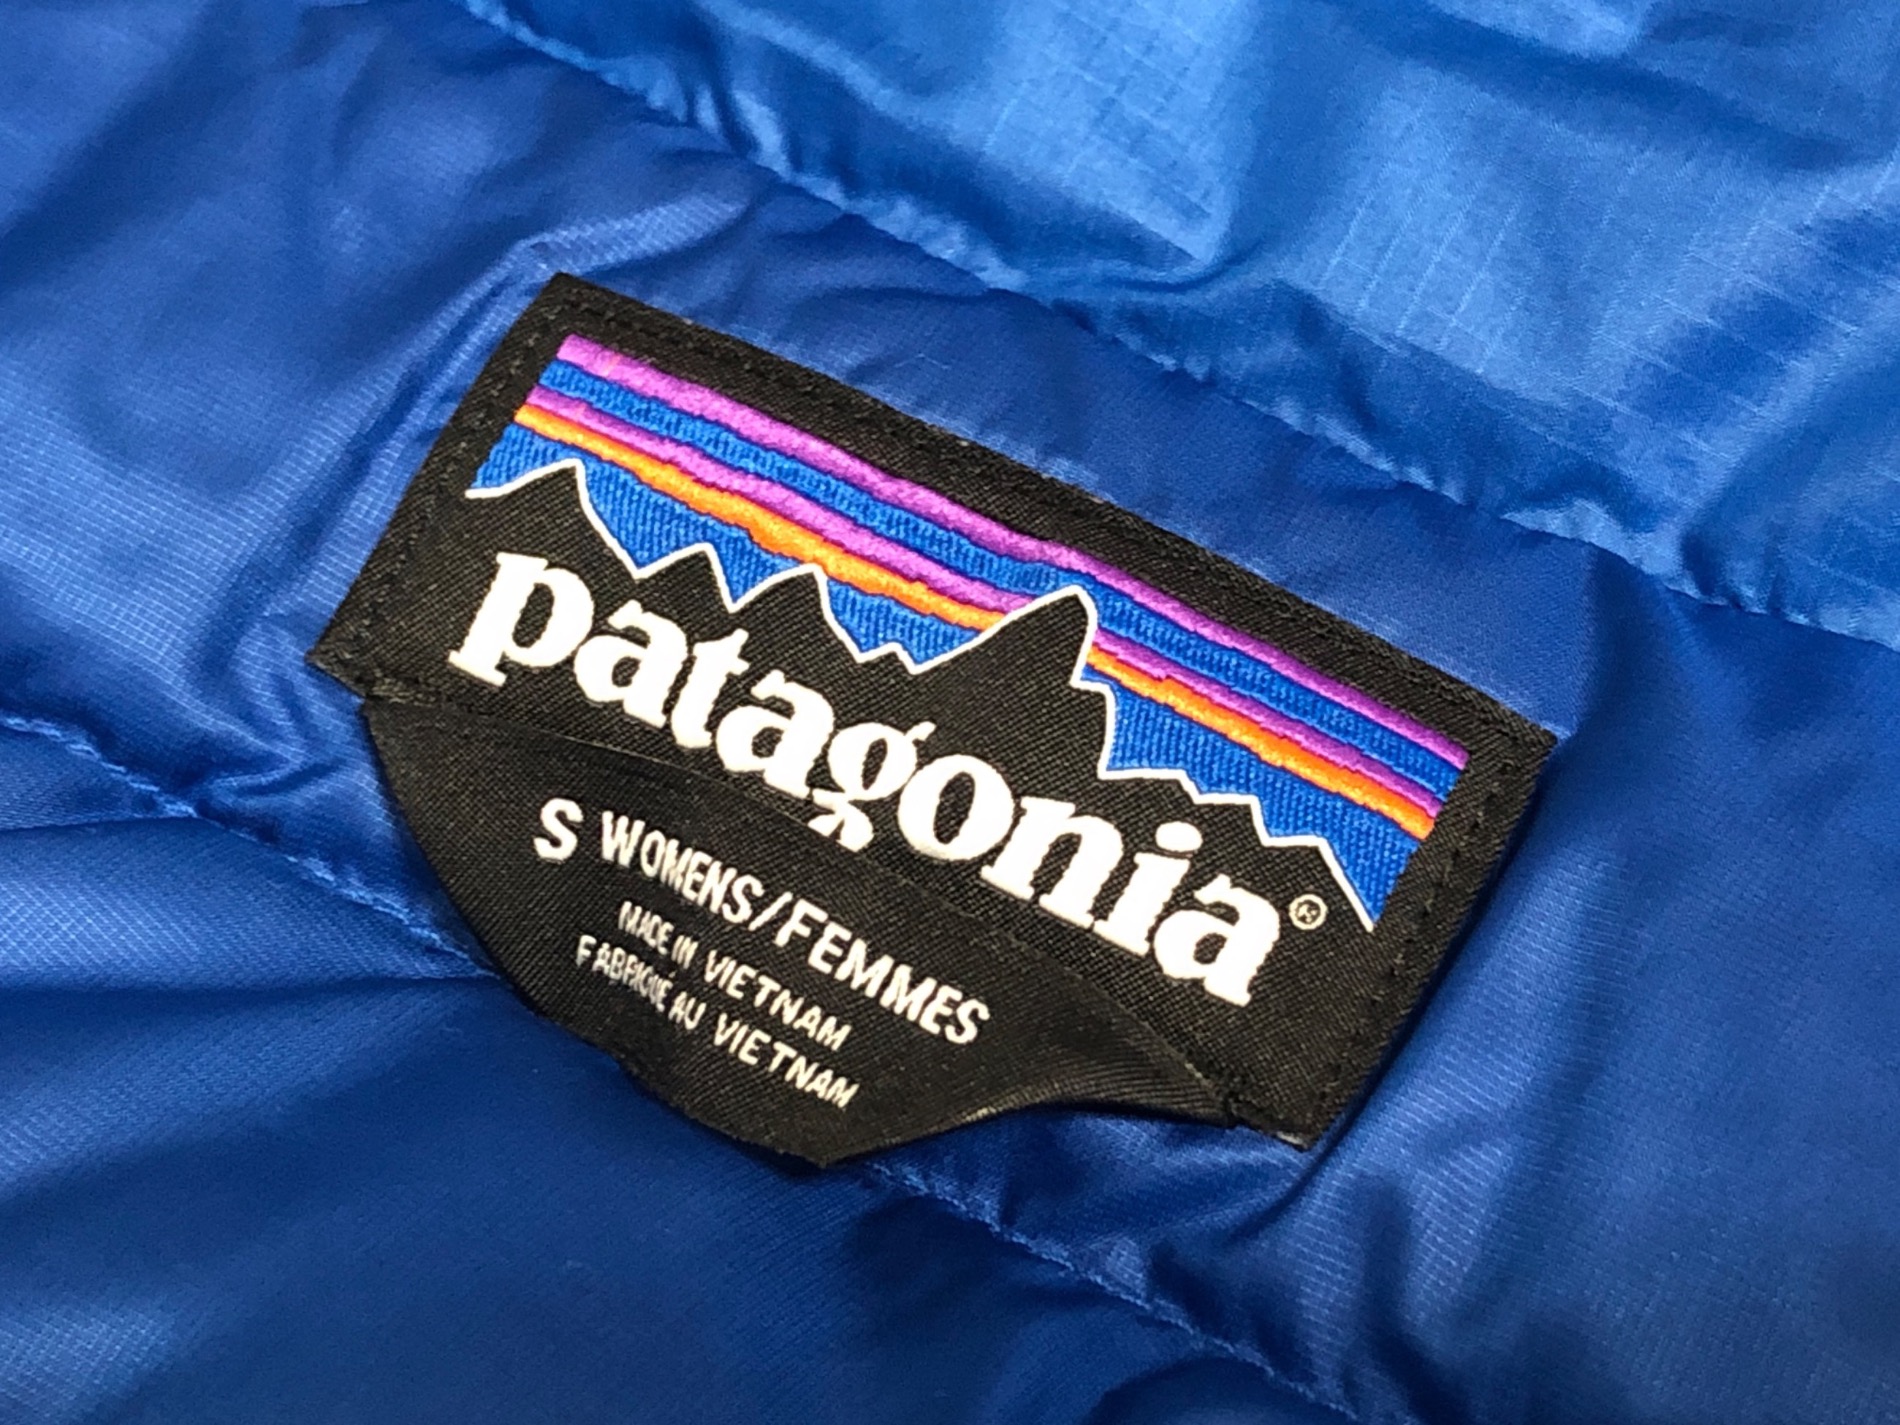 patagonia®
S WOMENS/FEMMES
MADE IN VIETNAM
FABRIQUÉ AU VIETNAM